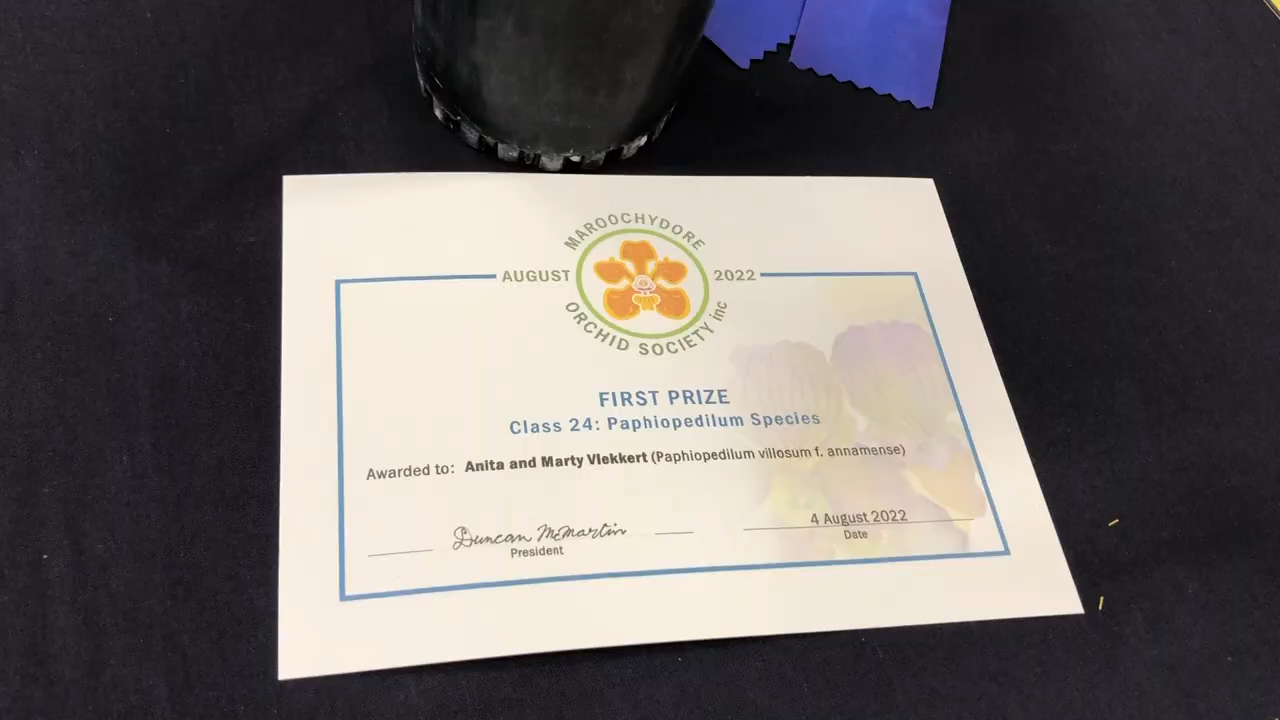 MAROOCHYDORE
AUGUST 2022
ORCHID SOCIETY inc
FIRST PRIZE
Class 24: Paphiopedilum Species
Awarded to: Anita and Marty Vlekkert (Paphiopedilum villosum f. annamense)
Duncan McMartin 4 August 2022
President Date